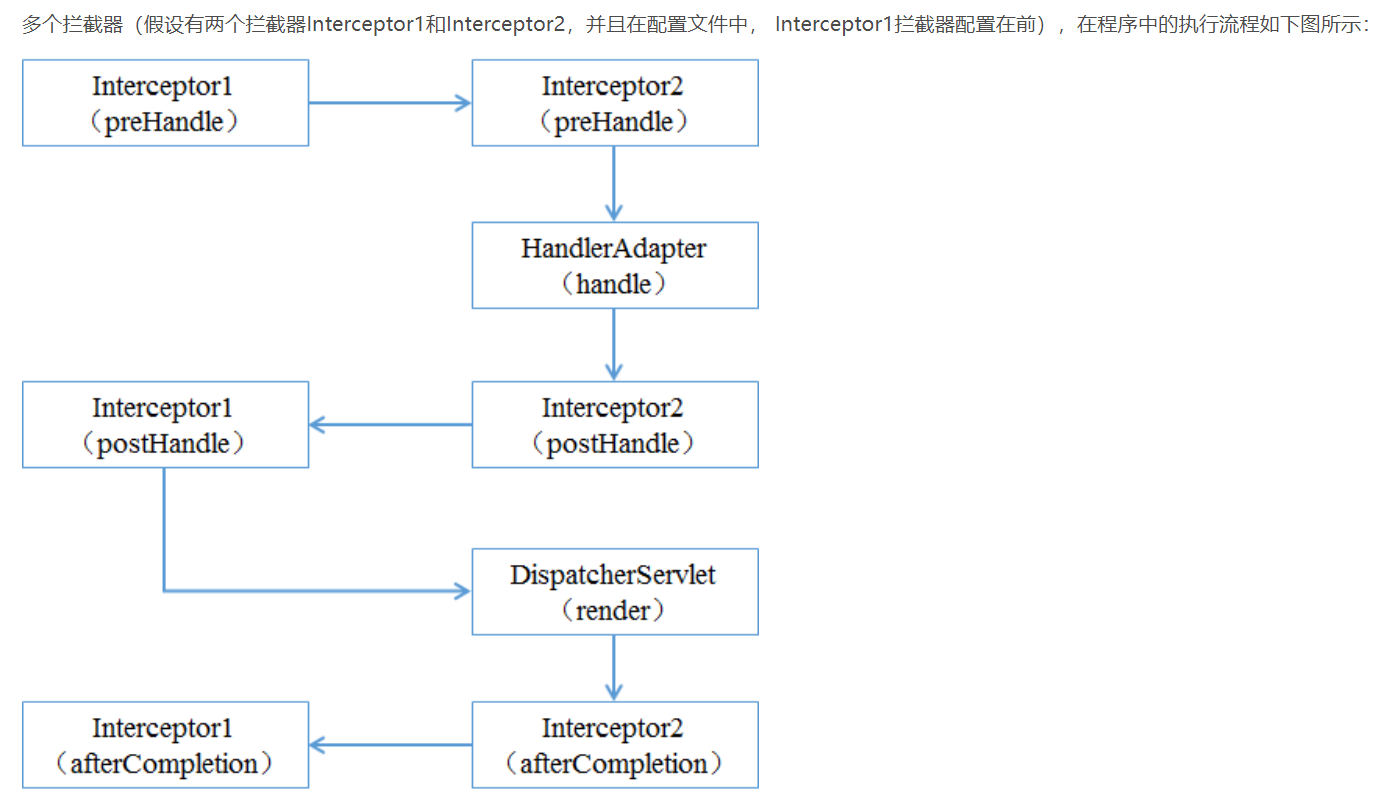 多个拦截器（假设有两个拦截器Interceptor1和Interceptor2，并且在配置文件中， Interceptor1拦截器配置在前），在程序中的执行流程如下图所示：
Interceptor1
（preHandle）
Interceptor2
（preHandle）
HandlerAdapter
（handle）
Interceptor2
（postHandle）
Interceptor1
（postHandle）
DispatcherServlet
（render）
Interceptor2
（afterCompletion）
Interceptor1
（afterCompletion）